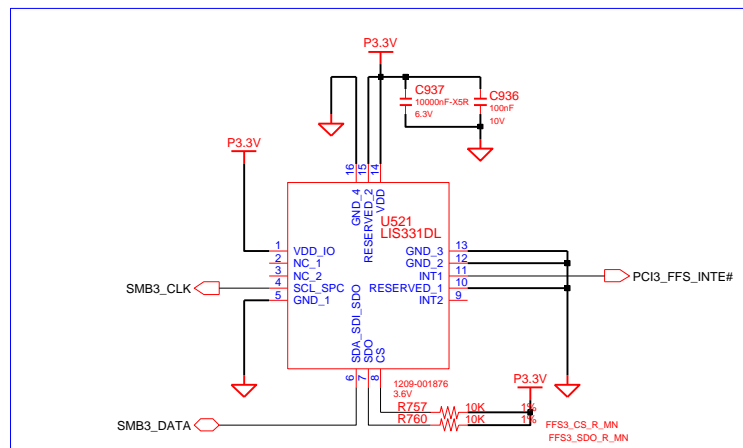 P3.3V
C937
10000nF-X5R
6.3V
C936
100nF
10V
P3.3V
16
15
14
GND_4
RESERVED_2
VDD
U521
LIS331DL
1
VDD_IO
2
NC_1
3
NC_2
4
SCL_SPC
5
GND_1
GND_3
13
GND_2
12
INT1
11
RESERVED_1
10
INT2
9
SMB3_CLK
PCI3_FFS_INTE#
SDA_SDI_SDO
SDO
CS
6
7
8
1209-001876
3.6V
P3.3V
R757
10K
1%
R760
10K
1%
SMB3_DATA
FFS3_CS_R_MN
FFS3_SDO_R_MN